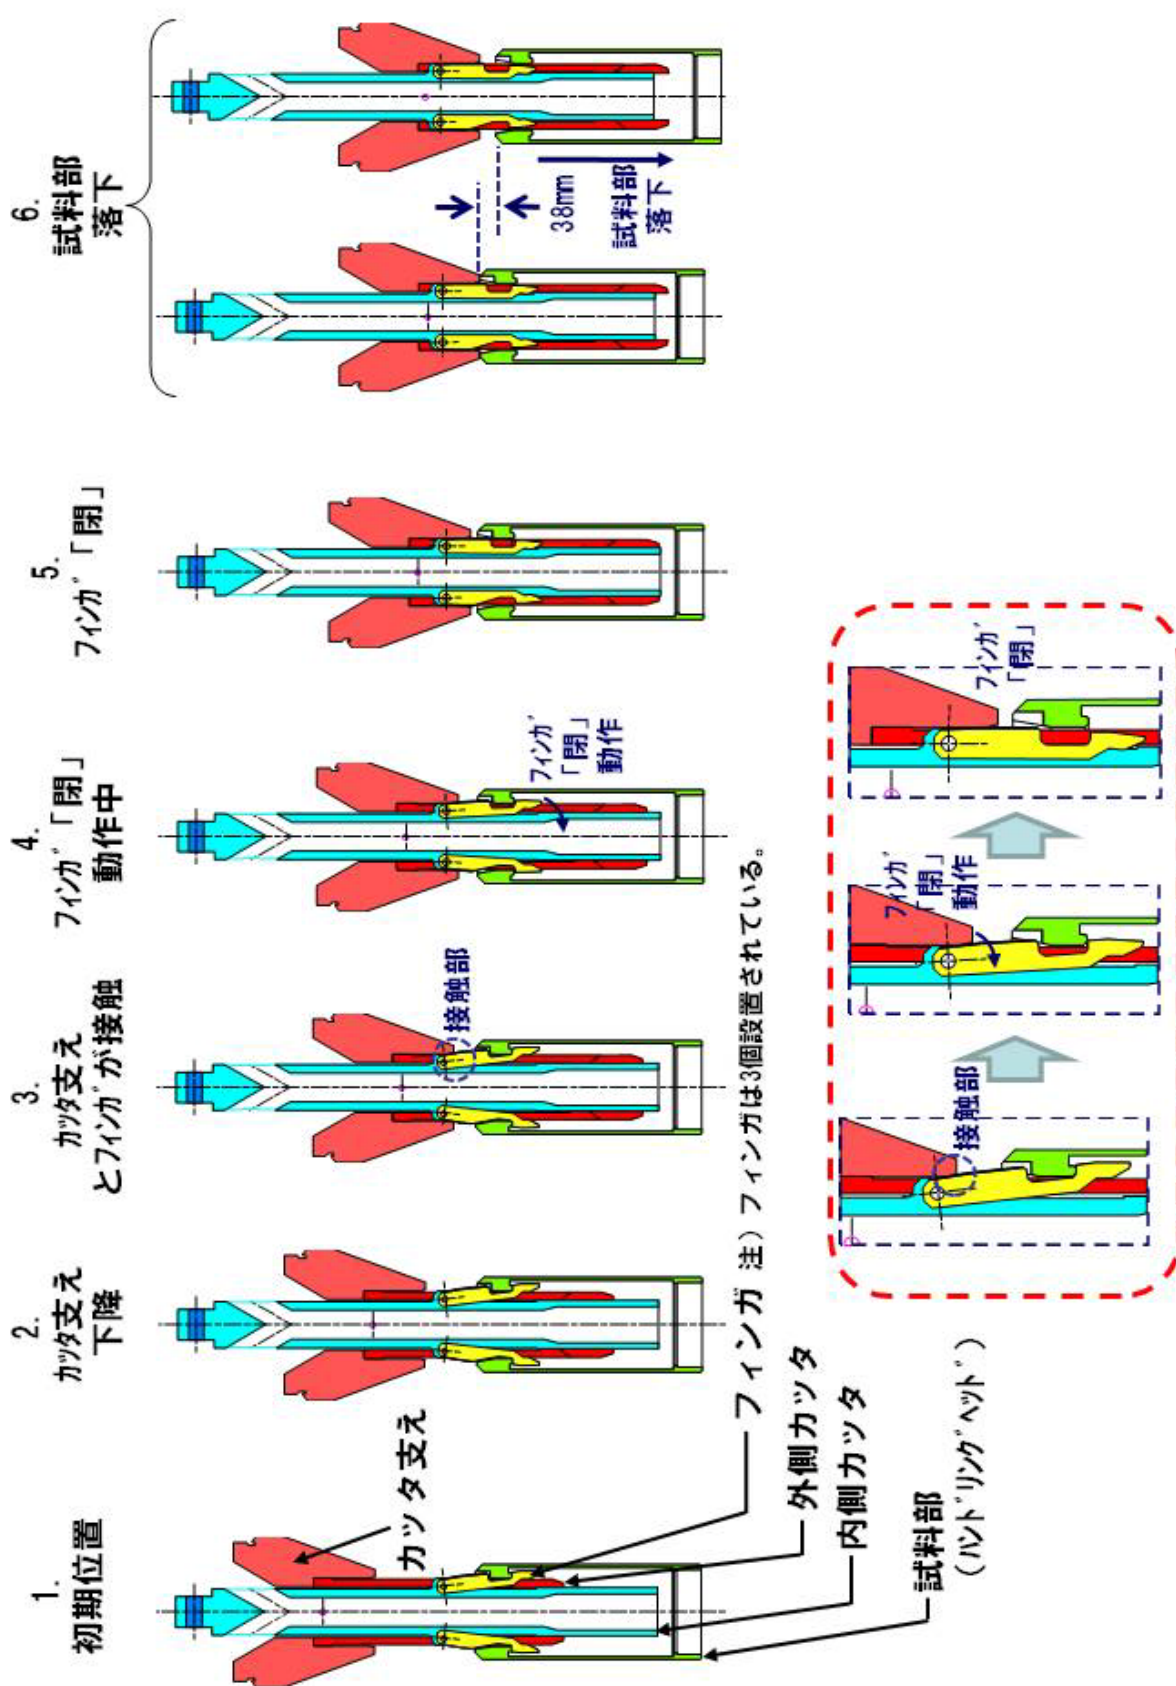 1.
初期位置
2.
ｶｯﾀ支え
下降
3.
ｶｯﾀ支え
とﾌｨﾝｶﾞが接触
4.
ﾌｨﾝｶﾞ「閉」
動作中
5.
ﾌｨﾝｶﾞ「閉」
6.
試料部
落下
カッタ支え
接触部
ﾌｨﾝｶﾞ
「閉」
動作
38mm
試料部
落下
フィンガ 注）フィンガは3個設置されている。
外側カッタ
内側カッタ
試料部
（ﾊﾝﾄﾞﾘﾝｸﾞﾍｯﾄﾞ）
接触部
ﾌｨﾝｶﾞ
「閉」
動作
ﾌｨﾝｶﾞ
「閉」